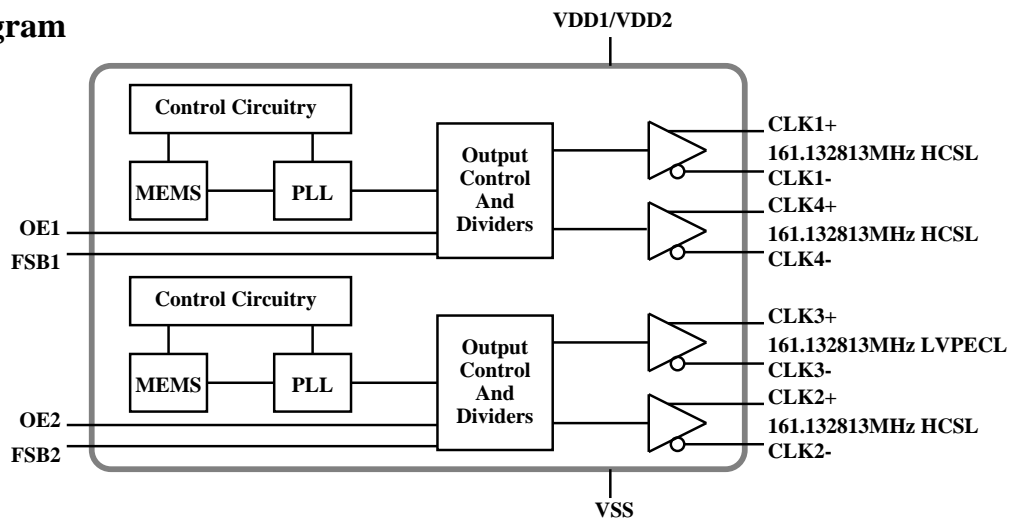 gram
VDD1/VDD2
Control Circuitry
MEMS
PLL
Output
Control
And
Dividers
OE1
FSB1
CLK1+
161.132813MHz HCSL
CLK1-
CLK4+
161.132813MHz HCSL
CLK4-
Control Circuitry
MEMS
PLL
Output
Control
And
Dividers
OE2
FSB2
CLK3+
161.132813MHz LVPECL
CLK3-
CLK2+
161.132813MHz HCSL
CLK2-
VSS